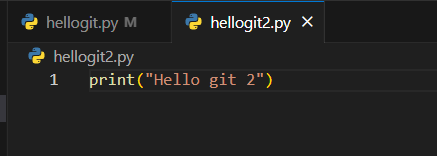 hellogit.py M hellogit2.py ×
hellogit2.py
1 print("Hello git 2")